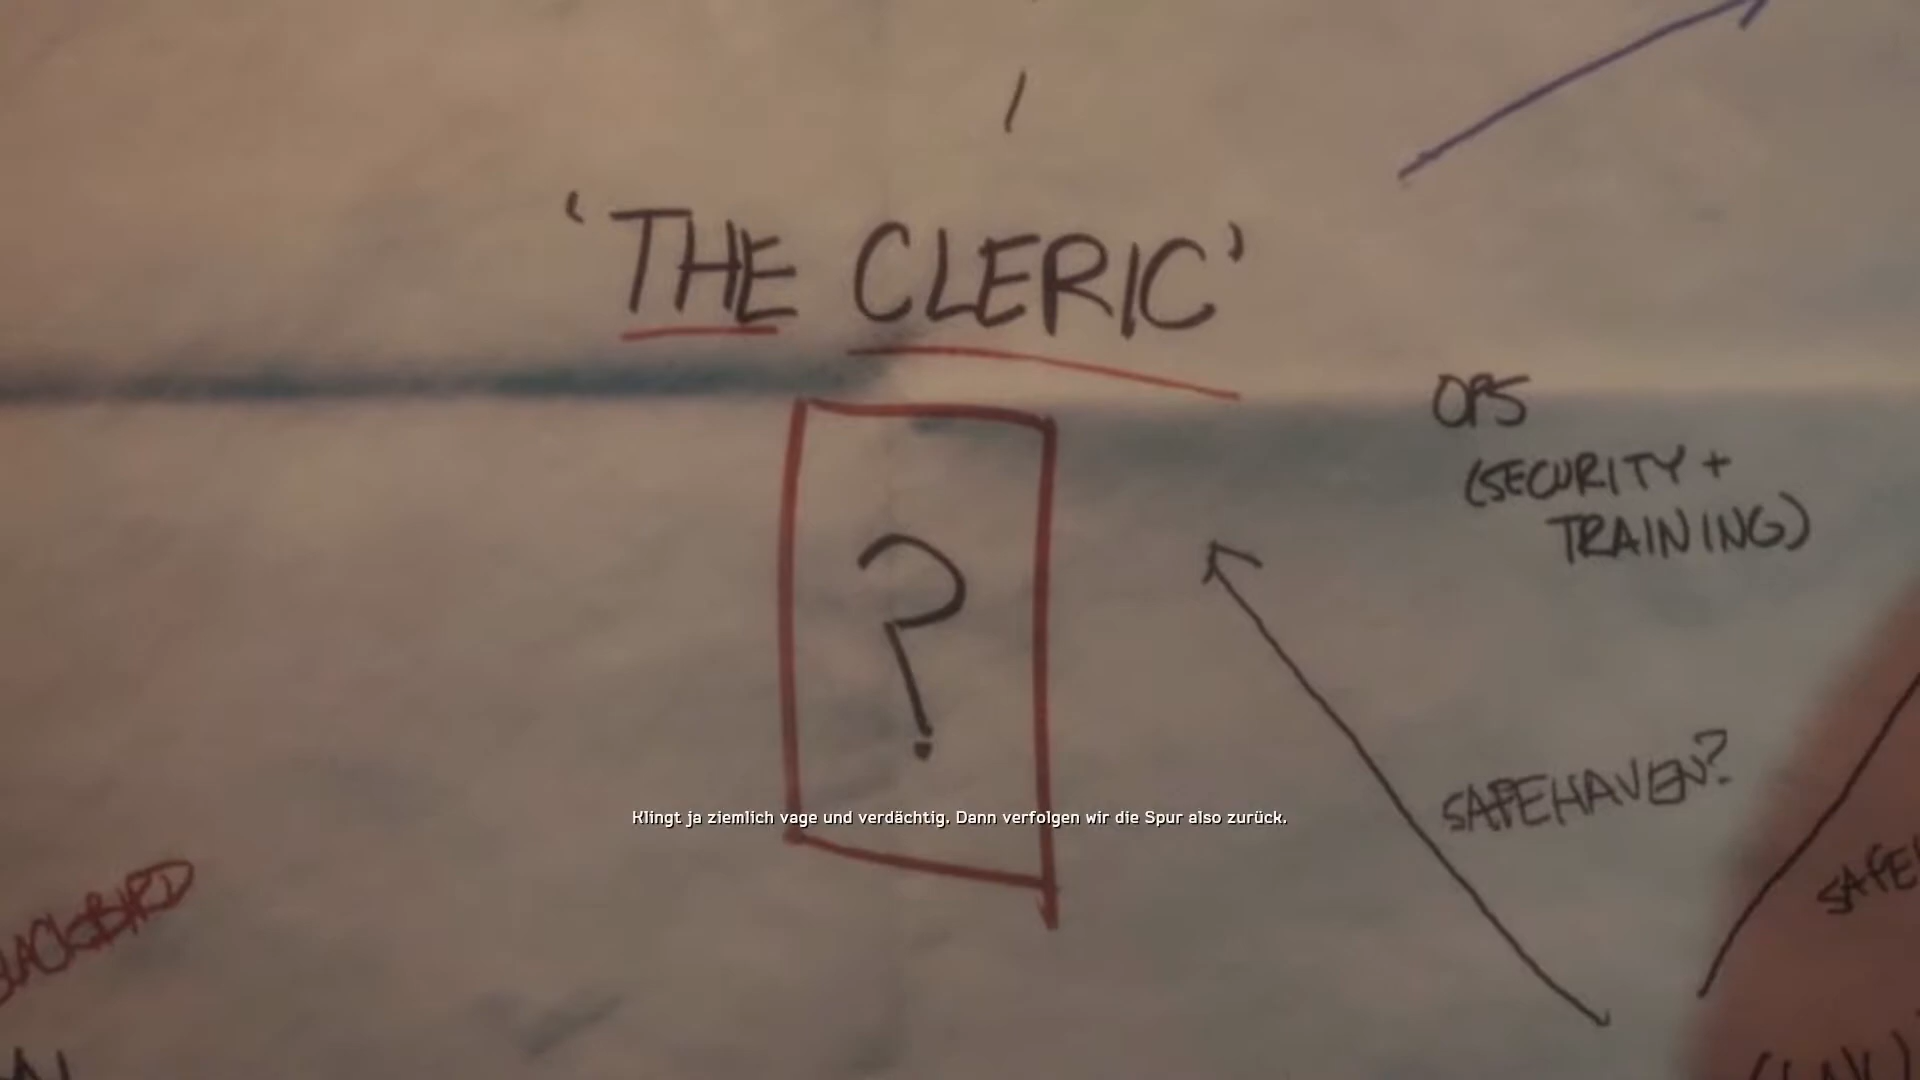 'THE CLERIC'
OPS
(SECURITY +
TRAINING)
?
SAFEHAVEN?
Klingt ja ziemlich vage und verdächtig. Dann verfolgen wir die Spur also zurück.
BLACKBIRD